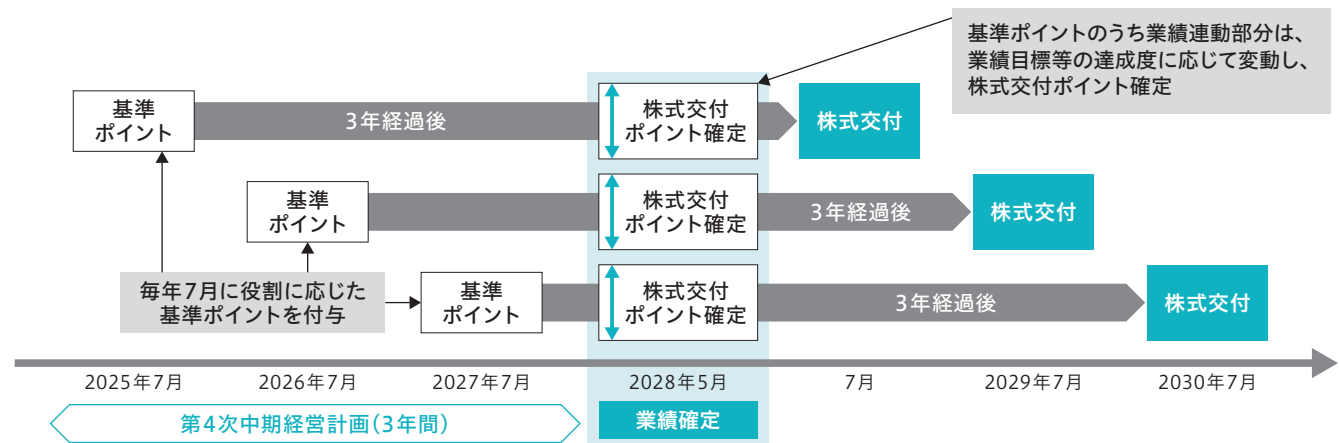 基準ポイントのうち業績連動部分は、
業績目標等の達成度に応じて変動し、
株式交付ポイント確定
基準
ポイント
3年経過後
株式交付
ポイント確定
株式交付
基準
ポイント
株式交付
ポイント確定
3年経過後
株式交付
毎年7月に役割に応じた
基準ポイントを付与
基準
ポイント
株式交付
ポイント確定
3年経過後
株式交付
2025年7月
2026年7月
2027年7月
2028年5月
7月
2029年7月
2030年7月
第4次中期経営計画(3年間)
業績確定